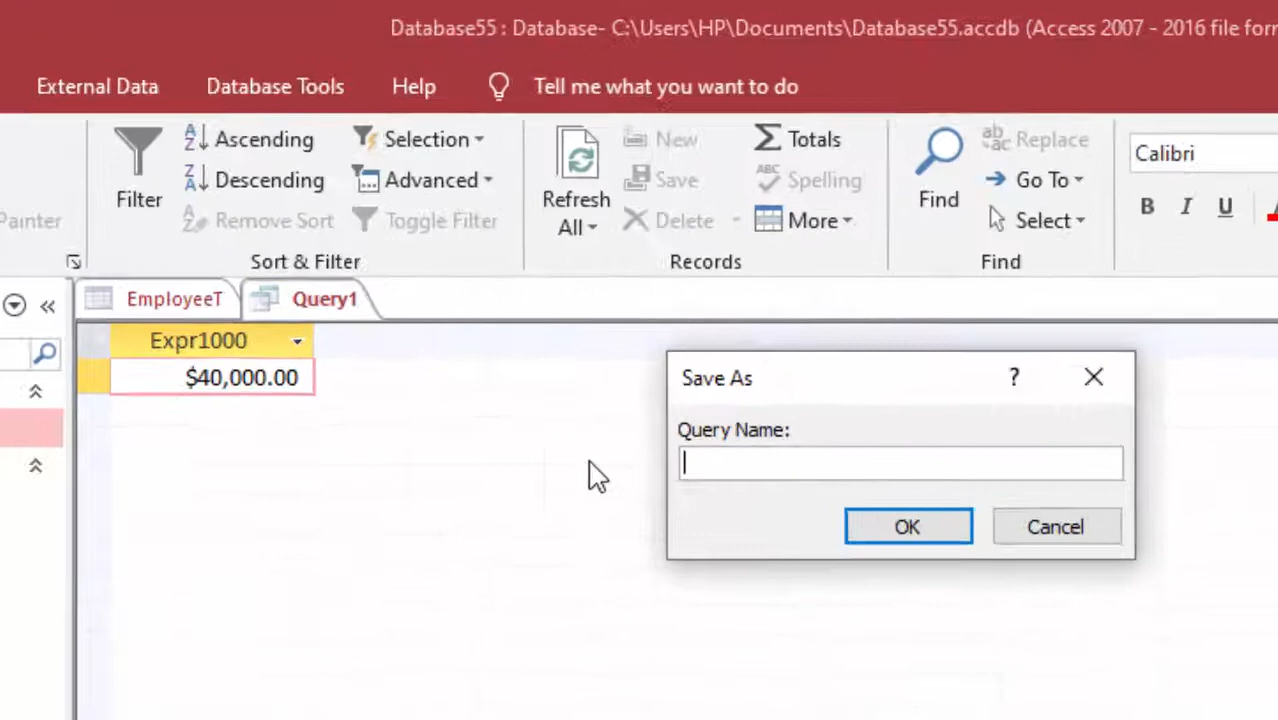 Database55 : Database- C:\Users\HP\Documents\Database55.accdb (Access 2007 - 2016 file for
External Data Database Tools Help Tell me what you want to do
Painter
Filter
Ascending
Descending
Remove Sort
Selection
Advanced
Toggle Filter
Sort & Filter
Refresh
All
New
Save
Delete
Totals
Spelling
More
Records
Find
Replace
Go To
Select
Find
Calibri
B I U
EmployeeT Query1
Expr1000
$40,000.00
Save As ?
Query Name:
OK Cancel